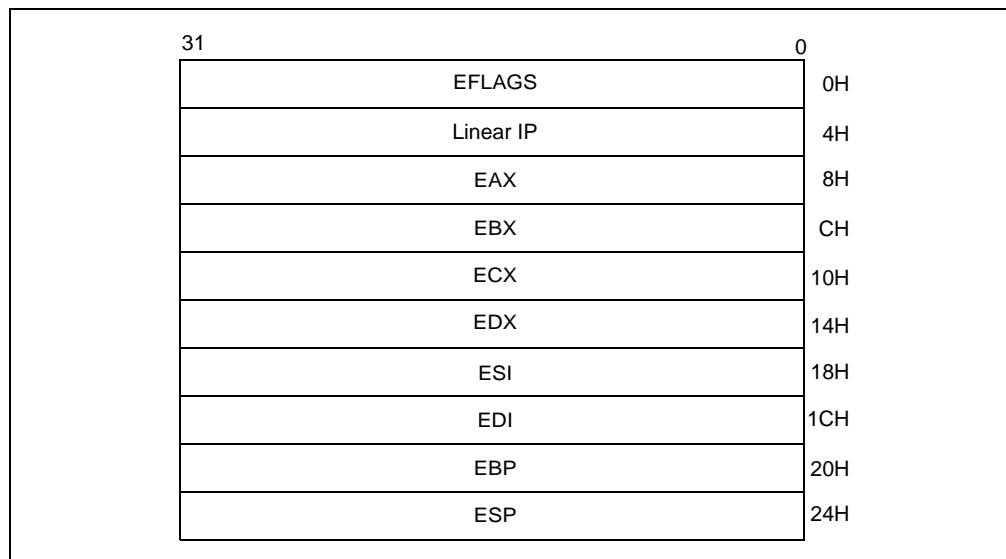 31 0
EFLAGS 0H
Linear IP 4H
EAX 8H
EBX CH
ECX 10H
EDX 14H
ESI 18H
EDI 1CH
EBP 20H
ESP 24H